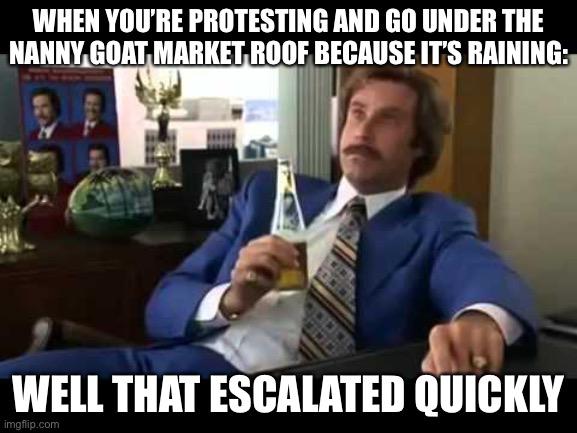 WHEN YOU'RE PROTESTING AND GO UNDER THE
NANNY GOAT MARKET ROOF BECAUSE IT'S RAINING:
WELL THAT ESCALATED QUICKLY
imgflip.com